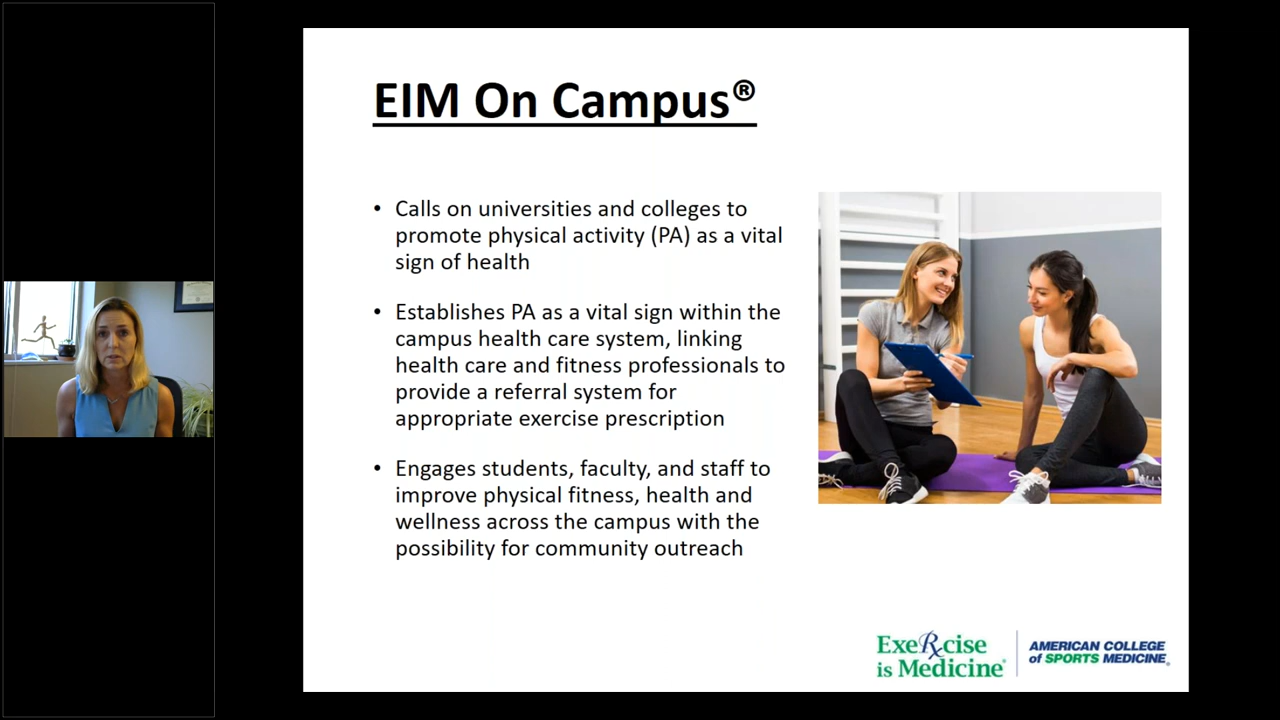 EIM On Campus®
• Calls on universities and colleges to
promote physical activity (PA) as a vital
sign of health
• Establishes PA as a vital sign within the
campus health care system, linking
health care and fitness professionals to
provide a referral system for
appropriate exercise prescription
• Engages students, faculty, and staff to
improve physical fitness, health and
wellness across the campus with the
possibility for community outreach
ExeRxcise
is Medicine®
AMERICAN COLLEGE
of SPORTS MEDICINE®